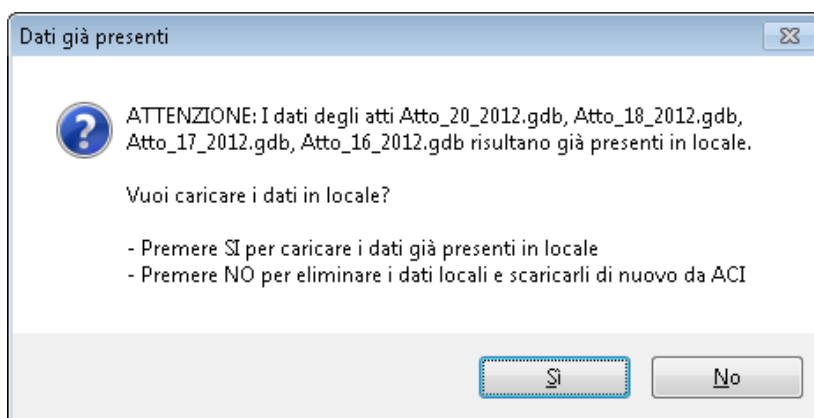 Dati già presenti
ATTENZIONE: I dati degli atti Atto_20_2012.gdb, Atto_18_2012.gdb,
Atto_17_2012.gdb, Atto_16_2012.gdb risultano già presenti in locale.
Vuoi caricare i dati in locale?
- Premere SI per caricare i dati già presenti in locale
- Premere NO per eliminare i dati locali e scaricarli di nuovo da ACI
Sì
No